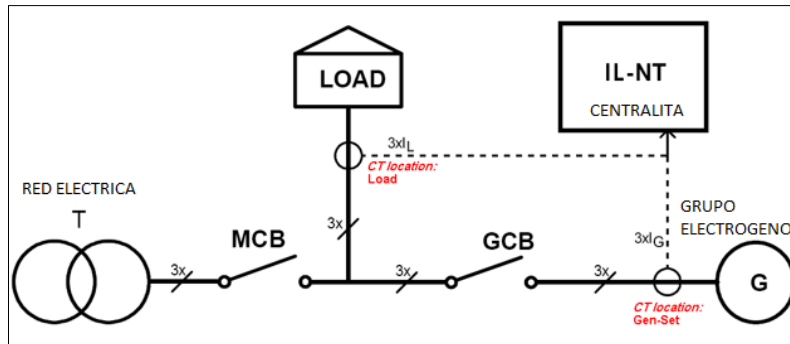 LOAD
IL-NT
CENTRALITA
3xIL
CT location:
Load
RED ELECTRICA
T
GRUPO
ELECTROGENO
MCB
3x
GCB
3xIG
3x
3x
3x
G
CT location:
Gen-Set